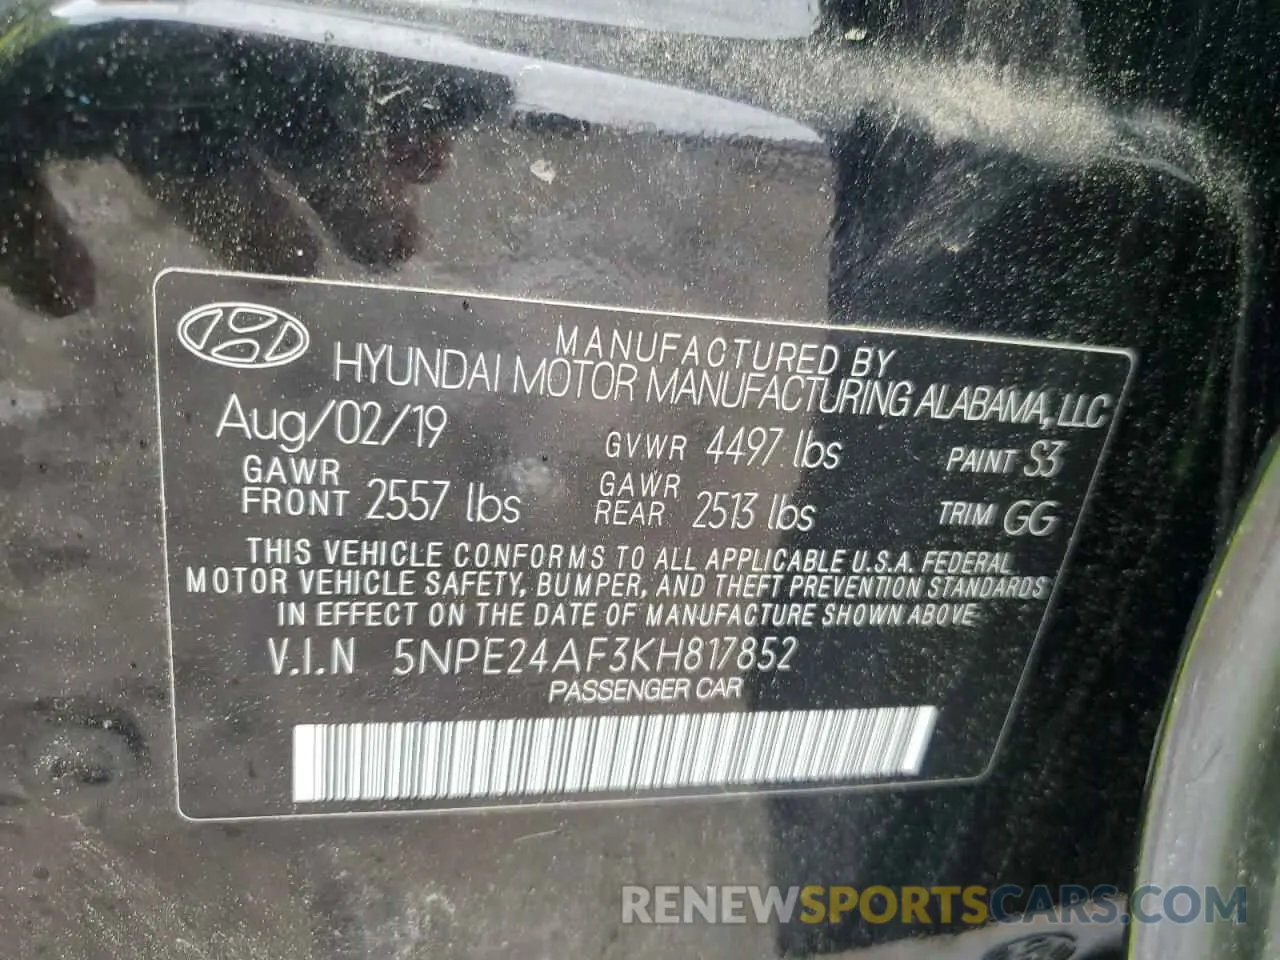 MANUFACTURED BY
HYUNDAI MOTOR MANUFACTURING ALABAMA, LLC
Aug/02/19 GVWR 4497 lbs PAINT S3
GAWR FRONT 2557 lbs GAWR REAR 2513 lbs TRIM GG
THIS VEHICLE CONFORMS TO ALL APPLICABLE U.S.A. FEDERAL
MOTOR VEHICLE SAFETY, BUMPER, AND THEFT PREVENTION STANDARDS
IN EFFECT ON THE DATE OF MANUFACTURE SHOWN ABOVE
V.I.N 5NPE24AF3KH817852
PASSENGER CAR
RENEWSPORTSCARS.COM